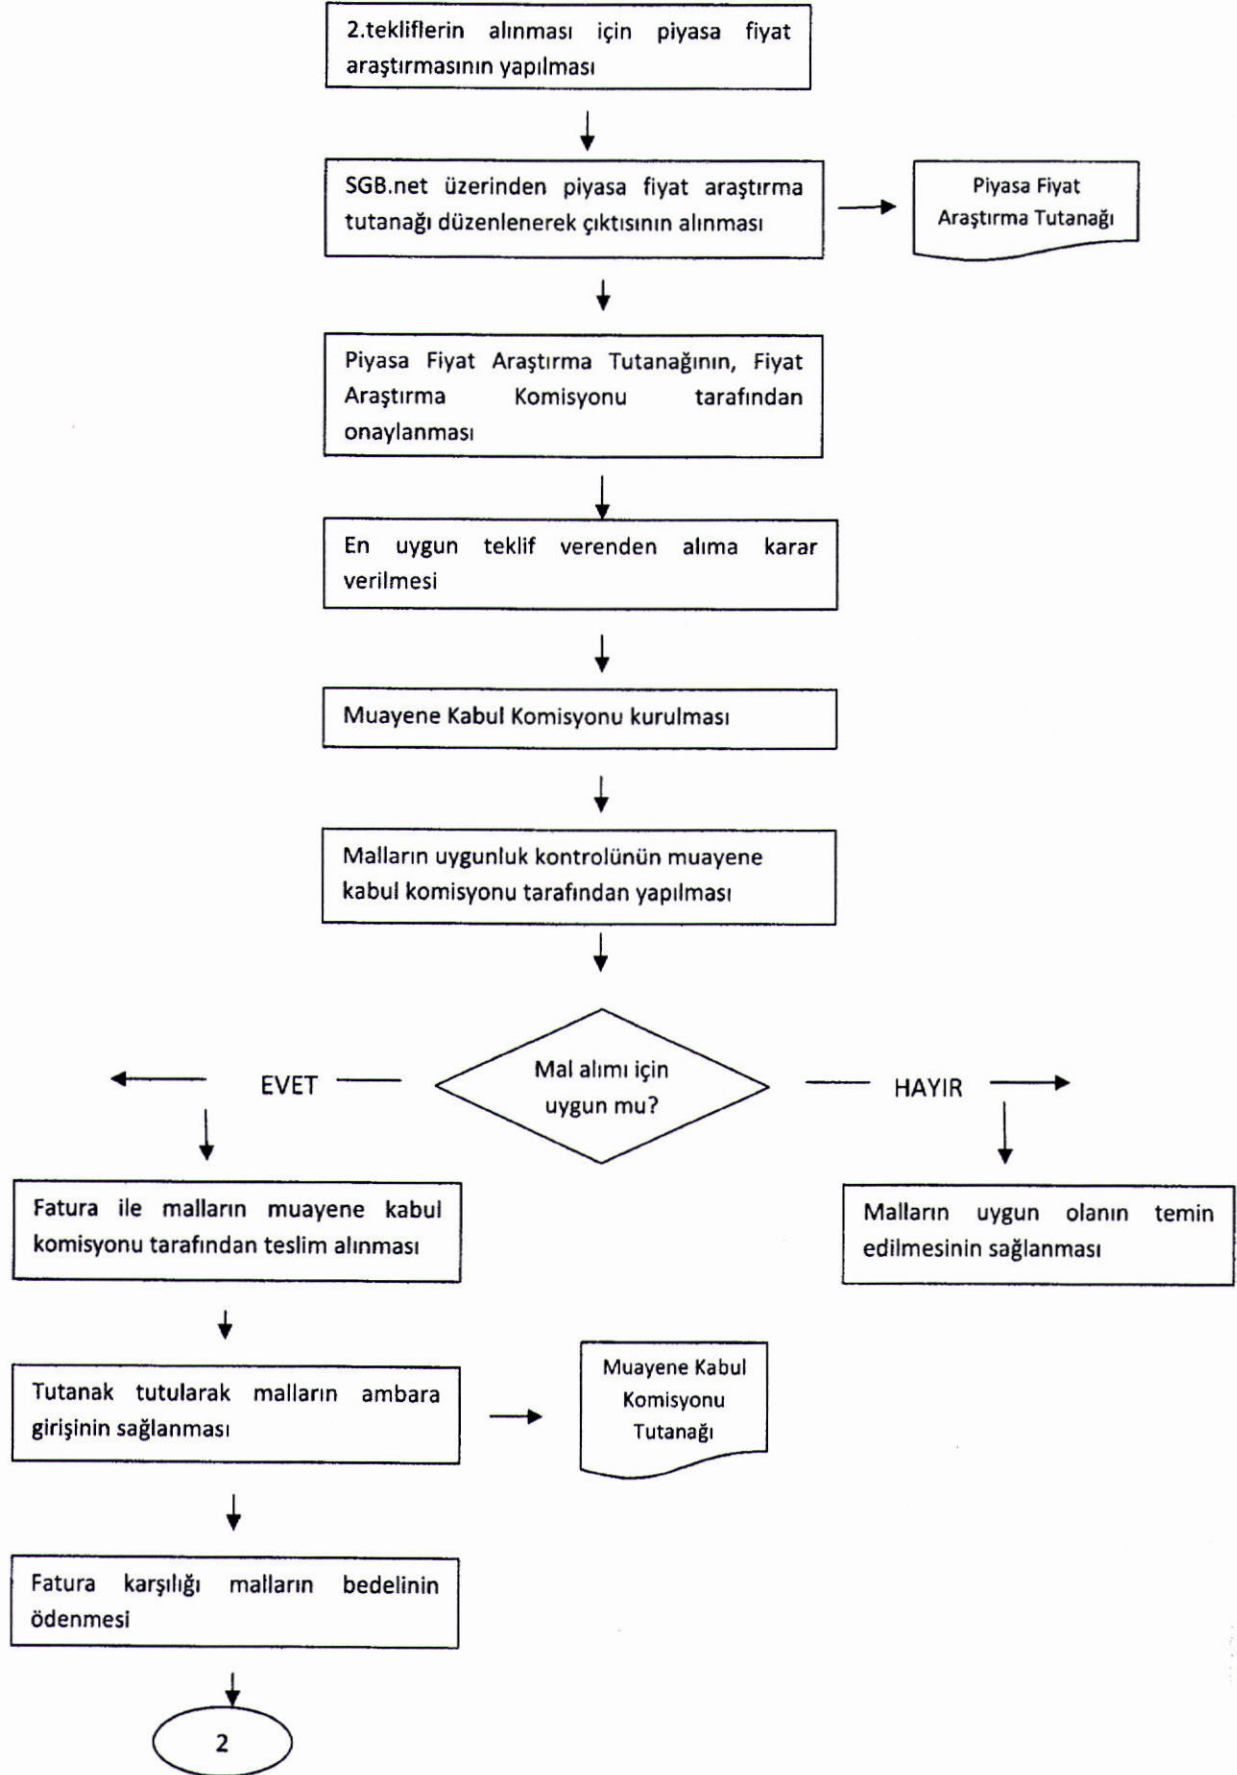 2.tekliflerin alınması için piyasa fiyat
araştırmasının yapılması
SGB.net üzerinden piyasa fiyat araştırma
tutanağı düzenlenerek çıktısının alınması
Piyasa Fiyat
Araştırma Tutanağı
Piyasa Fiyat Araştırma Tutanağının, Fiyat
Araştırma Komisyonu tarafından
onaylanması
En uygun teklif verenden alıma karar
verilmesi
Muayene Kabul Komisyonu kurulması
Malların uygunluk kontrolünün muayene
kabul komisyonu tarafından yapılması
Mal alımı için
uygun mu?
EVET
HAYIR
Fatura ile malların muayene kabul
komisyonu tarafından teslim alınması
Malların uygun olanın temin
edilmesinin sağlanması
Tutanak tutularak malların ambara
girişinin sağlanması
Muayene Kabul
Komisyonu
Tutanağı
Fatura karşılığı malların bedelinin
ödenmesi
2